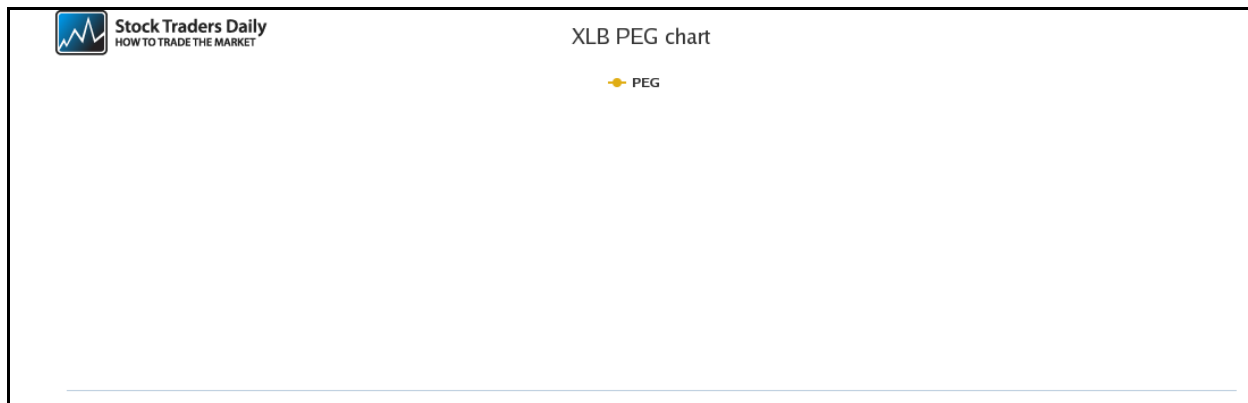 Stock Traders Daily
HOW TO TRADE THE MARKET
XLB PEG chart
PEG